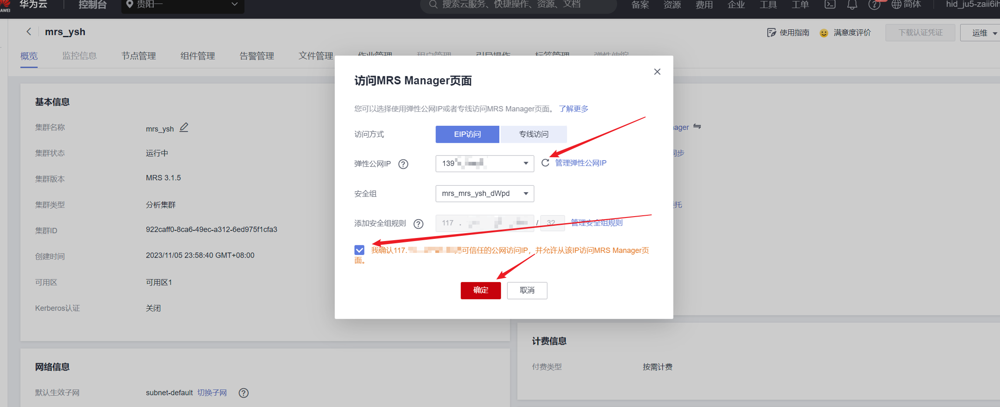 HUAWEI 华为云 控制台 贵阳一 搜索云服务、快捷操作、资源、文档 备案 资源 费用 企业 工具 工单 简体 hid_ju5-zaii6ih
mrs_ysh 使用指南 满意度评价 下载认证凭证 运维
概览 监控信息 节点管理 组件管理 告警管理 文件管理 作业管理 租户管理 引导操作 标签管理 弹性伸缩
访问MRS Manager页面
您可以选择使用弹性公网IP或者专线访问MRS Manager页面。 了解更多
访问方式 EIP访问 专线访问
弹性公网IP 139 管理弹性公网IP
安全组 mrs_mrs_ysh_dWpd
添加安全组规则 117 . / 32 管理安全组规则
我确认117. 可信任的公网访问IP，并允许从该IP访问MRS Manager页
面。
确定 取消
基本信息
集群名称 mrs_ysh
集群状态 运行中
集群版本 MRS 3.1.5
集群类型 分析集群
集群ID 922caff0-8ca6-49ec-a312-6ed975f1cfa3
创建时间 2023/11/05 23:58:40 GMT+08:00
可用区 可用区1
Kerberos认证 关闭
ager
同步
托
网络信息
默认生效子网 subnet-default 切换子网
计费信息
付费类型 按需计费